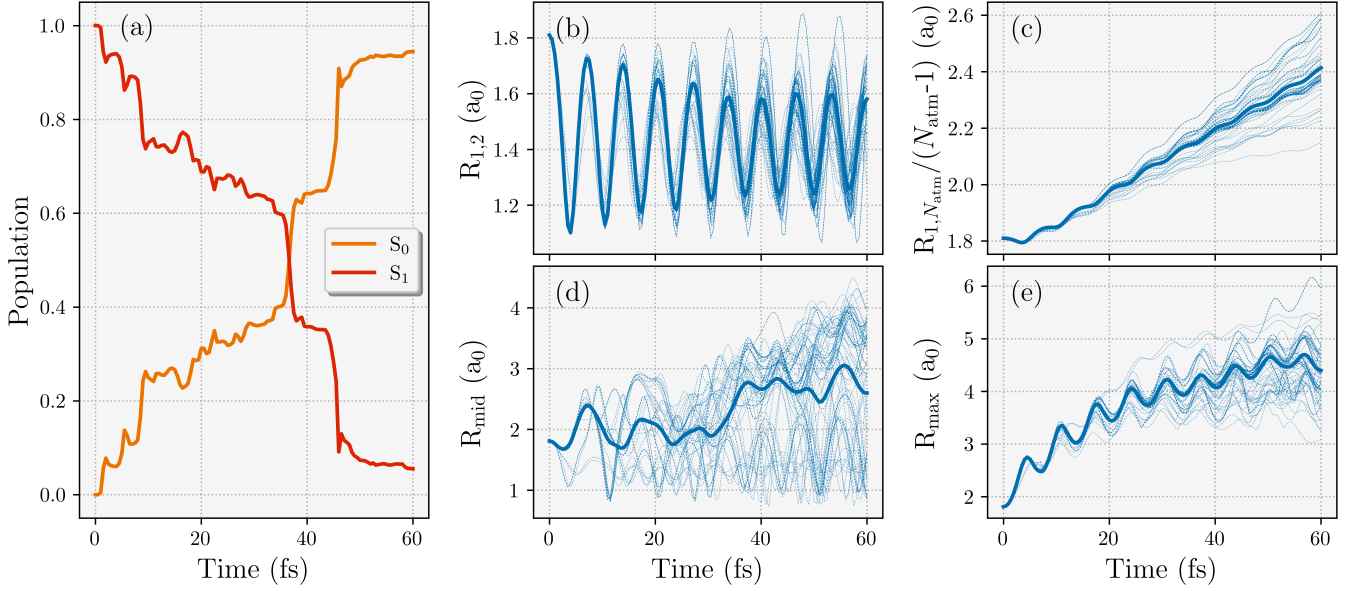 (a)
Population
1.0
0.8
0.6
0.4
0.2
0.0
S₀
S₁
0 20 40 60
Time (fs)
(b)
R₁,₂ (a₀)
1.8
1.6
1.4
1.2
(c)
R₁,Nₐₜₘ/(Nₐₜₘ-1) (a₀)
2.6
2.4
2.2
2.0
1.8
(d)
Rₘᵢd (a₀)
4
3
2
1
0 20 40 60
Time (fs)
(e)
Rₘₐₓ (a₀)
6
5
4
3
2
0 20 40 60
Time (fs)